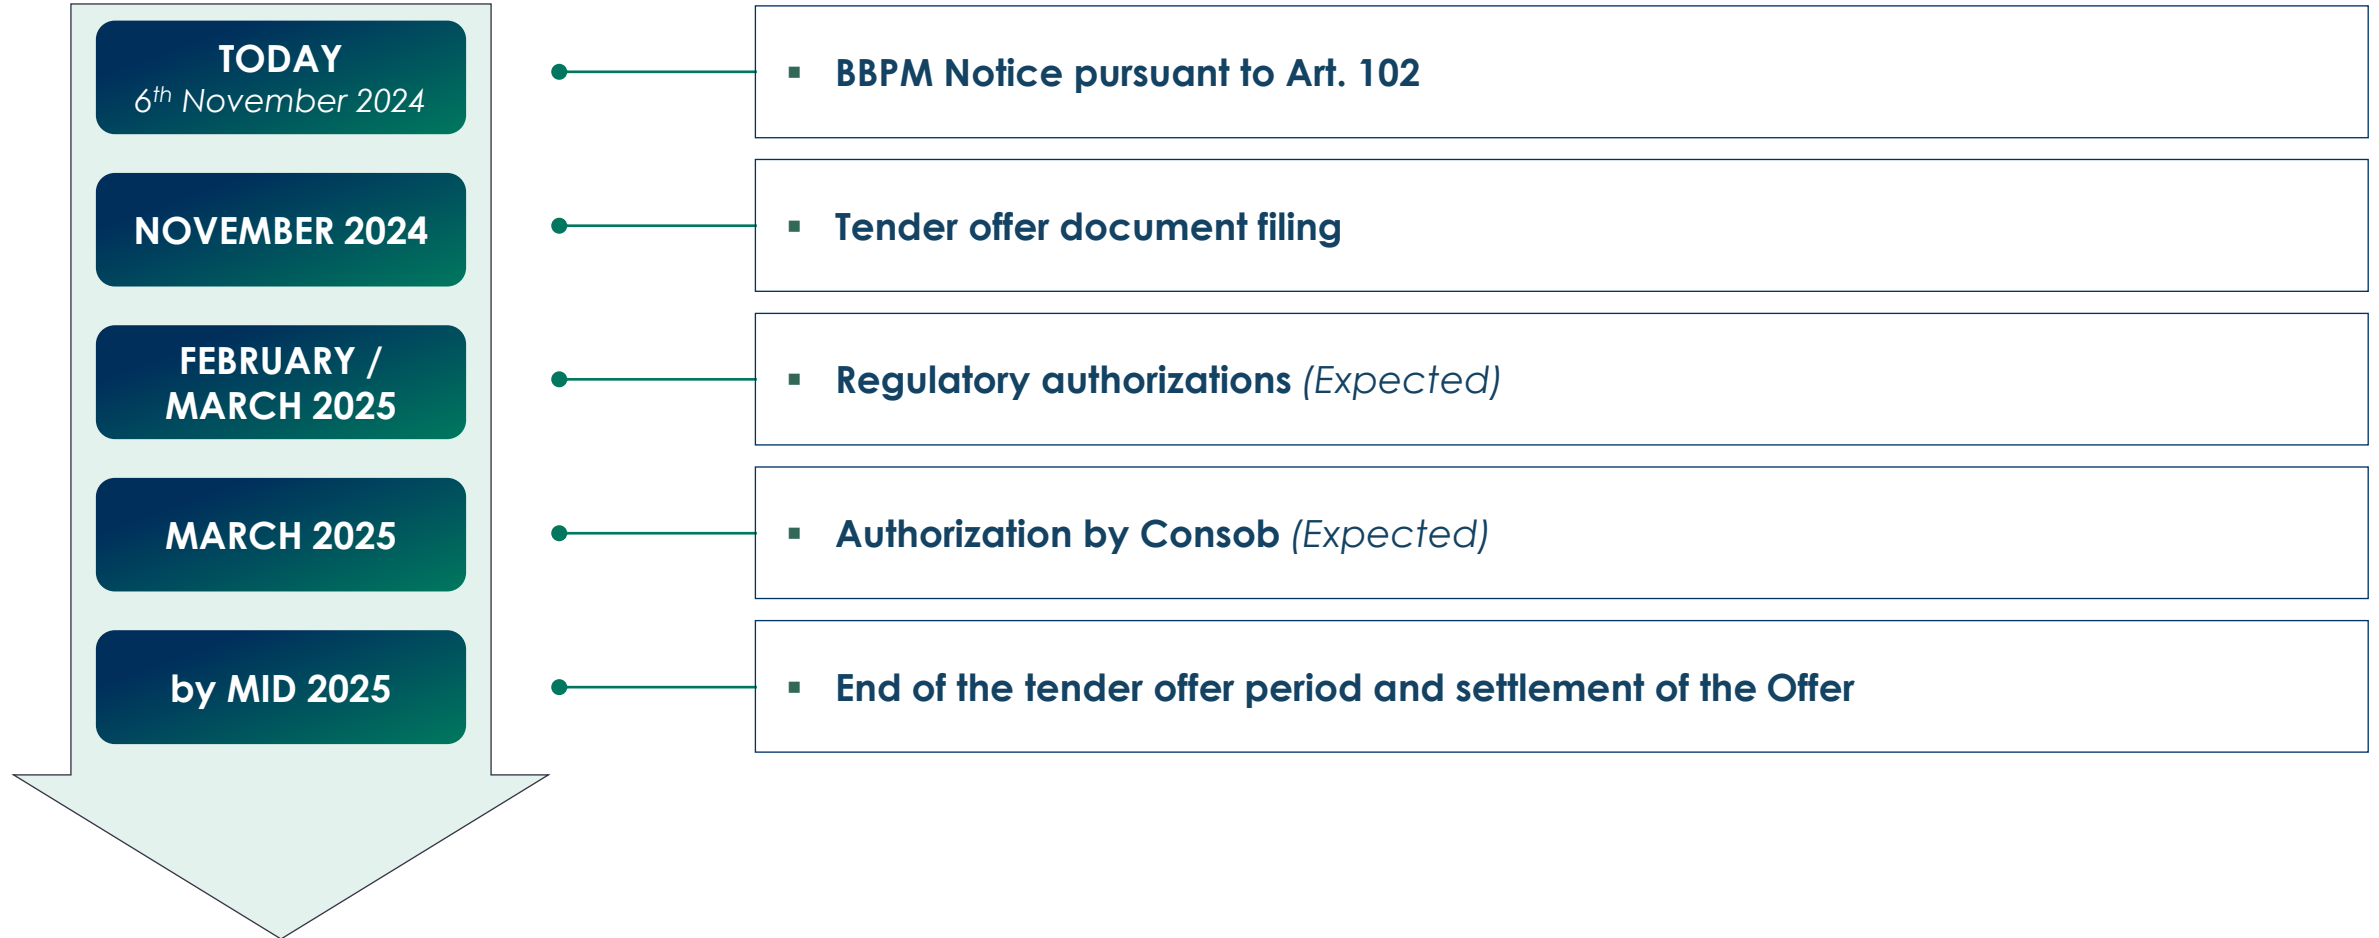 TODAY
6th November 2024
▪ BBPM Notice pursuant to Art. 102
NOVEMBER 2024
▪ Tender offer document filing
FEBRUARY /
MARCH 2025
▪ Regulatory authorizations (Expected)
MARCH 2025
▪ Authorization by Consob (Expected)
by MID 2025
▪ End of the tender offer period and settlement of the Offer